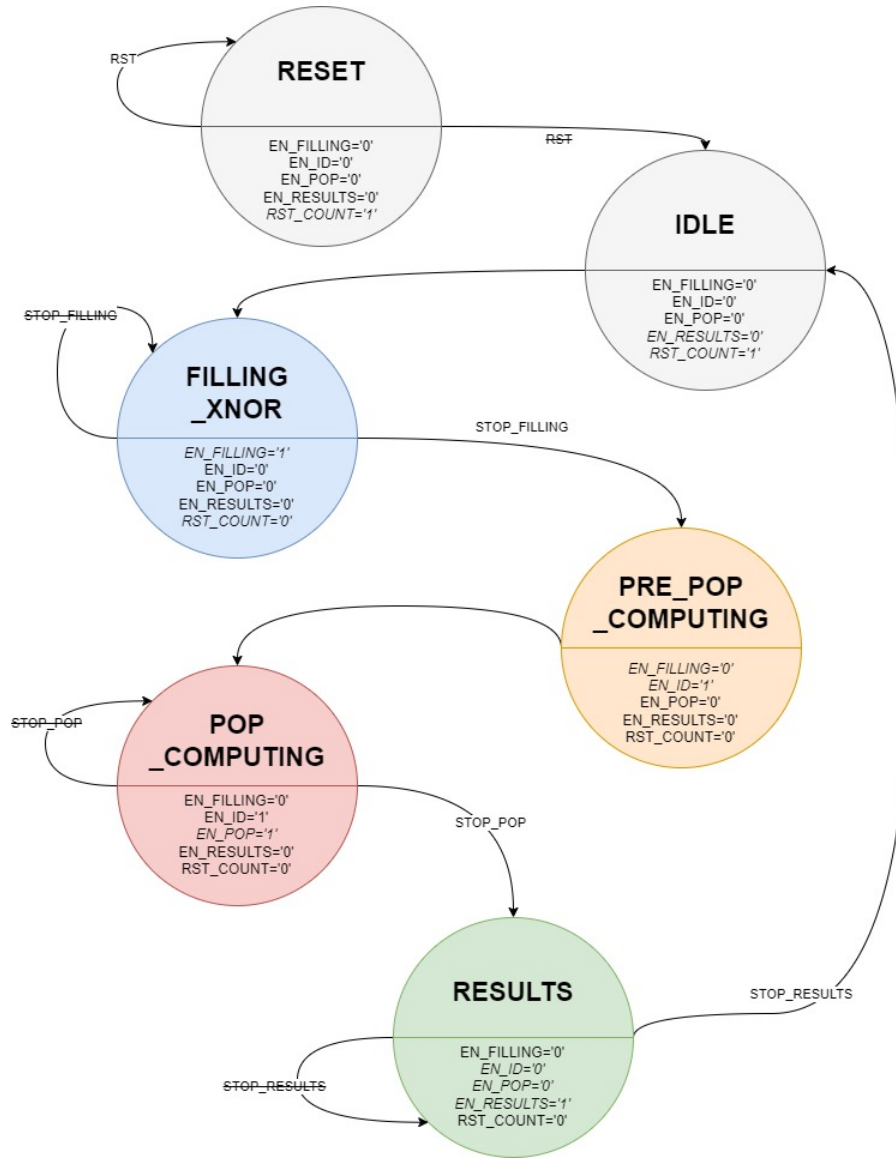 RST
RESET
EN_FILLING='0'
EN_ID='0'
EN_POP='0'
EN_RESULTS='0'
RST_COUNT='1'
RST
IDLE
EN_FILLING='0'
EN_ID='0'
EN_POP='0'
EN_RESULTS='0'
RST_COUNT='1'
STOP_FILLING
FILLING
_XNOR
EN_FILLING='1'
EN_ID='0'
EN_POP='0'
EN_RESULTS='0'
RST_COUNT='0'
STOP_FILLING
PRE_POP
_COMPUTING
EN_FILLING='0'
EN_ID='1'
EN_POP='0'
EN_RESULTS='0'
RST_COUNT='0'
STOP_POP
POP
_COMPUTING
EN_FILLING='0'
EN_ID='1'
EN_POP='1'
EN_RESULTS='0'
RST_COUNT='0'
STOP_POP
RESULTS
EN_FILLING='0'
EN_ID='0'
EN_POP='0'
EN_RESULTS='1'
RST_COUNT='0'
STOP_RESULTS
STOP_RESULTS